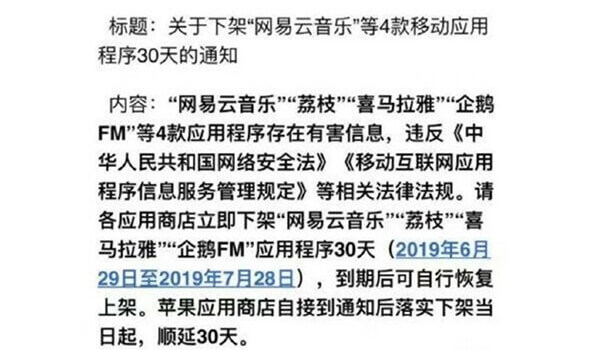 标题：关于下架“网易云音乐”等4款移动应用
程序30天的通知
内容：“网易云音乐”“荔枝”“喜马拉雅”“企鹅
FM”等4款应用程序存在有害信息，违反《中
华人民共和国网络安全法》《移动互联网应用
程序信息服务管理规定》等相关法律法规。请
各应用商店立即下架“网易云音乐”“荔枝”“喜
马拉雅”“企鹅FM”应用程序30天（2019年6月
29日至2019年7月28日），到期后可自行恢复
上架。苹果应用商店自接到通知后落实下架当
日起，顺延30天。